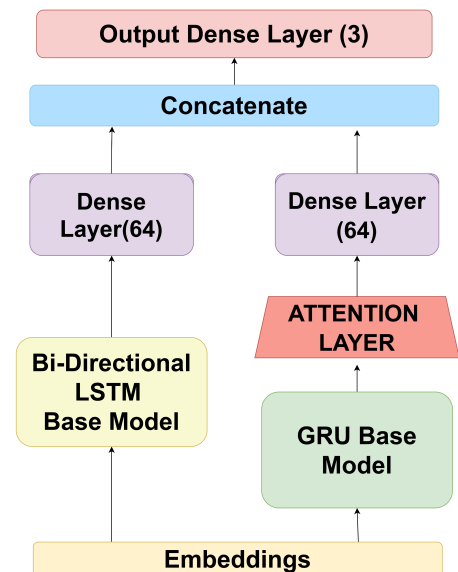 Output Dense Layer (3)
Concatenate
Dense
Layer(64)
Dense Layer
(64)
ATTENTION
LAYER
Bi-Directional
LSTM
Base Model
GRU Base
Model
Embeddings